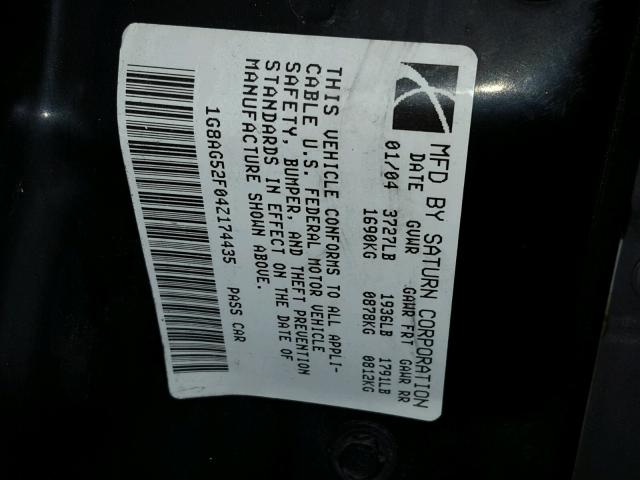 MFD BY SATURN CORPORATION
DATE GVWR GAWR FRT GAWR RR
01/04 3727LB 1936LB 1791LB
1690KG 0878KG 0812KG
THIS VEHICLE CONFORMS TO ALL APPLI-
CABLE U.S. FEDERAL MOTOR VEHICLE
SAFETY, BUMPER, AND THEFT PREVENTION
STANDARDS IN EFFECT ON THE DATE OF
MANUFACTURE SHOWN ABOVE.
1G8AG52F04Z174435 PASS CAR